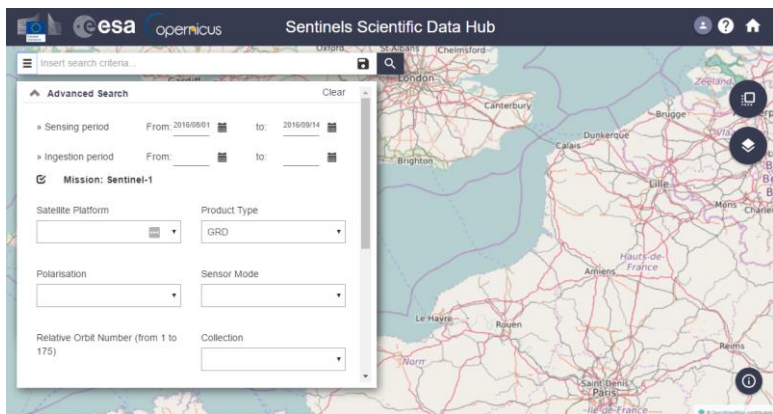 esa opernicus Sentinels Scientific Data Hub
Insert search criteria...
Advanced Search Clear
» Sensing period From: 2016/08/01 to: 2016/09/14
» Ingestion period From: to:
Mission: Sentinel-1
Satellite Platform Product Type
GRD
Polarisation Sensor Mode
Relative Orbit Number (from 1 to 175) Collection
Oxford
St Albans
Chelmsford
Cardiff
London
Canterbury
Zeeland
Brugge
Dunkerque
Calais
Brighton
Lille
Mons
Hauts-de-France
Amiens
Le Havre
Rouen
Reims
Saint-Denis
Paris
Île-de-France